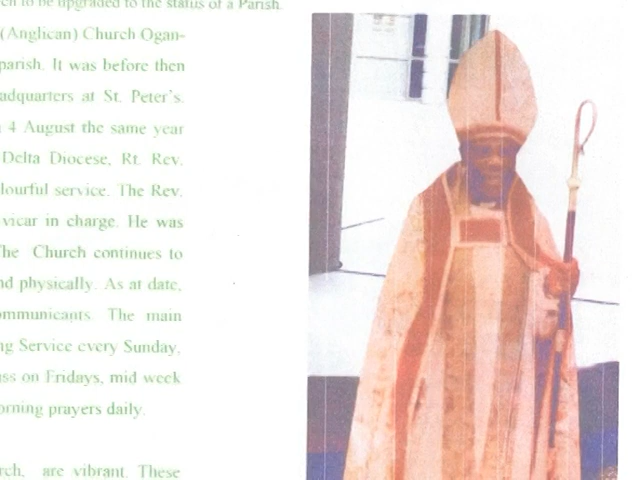 ch to be upgraded to the status of a Parish.
(Anglican) Church Ogan-
parish. It was before then
adquarters at St. Peter's.
4 August the same year
Delta Diocese, Rt. Rev.
lourful service. The Rev.
vicar in charge. He was
The Church continues to
nd physically. As at date,
ommunicants. The main
ng Service every Sunday,
ss on Fridays, mid week
orning prayers daily.
rch, are vibrant. These